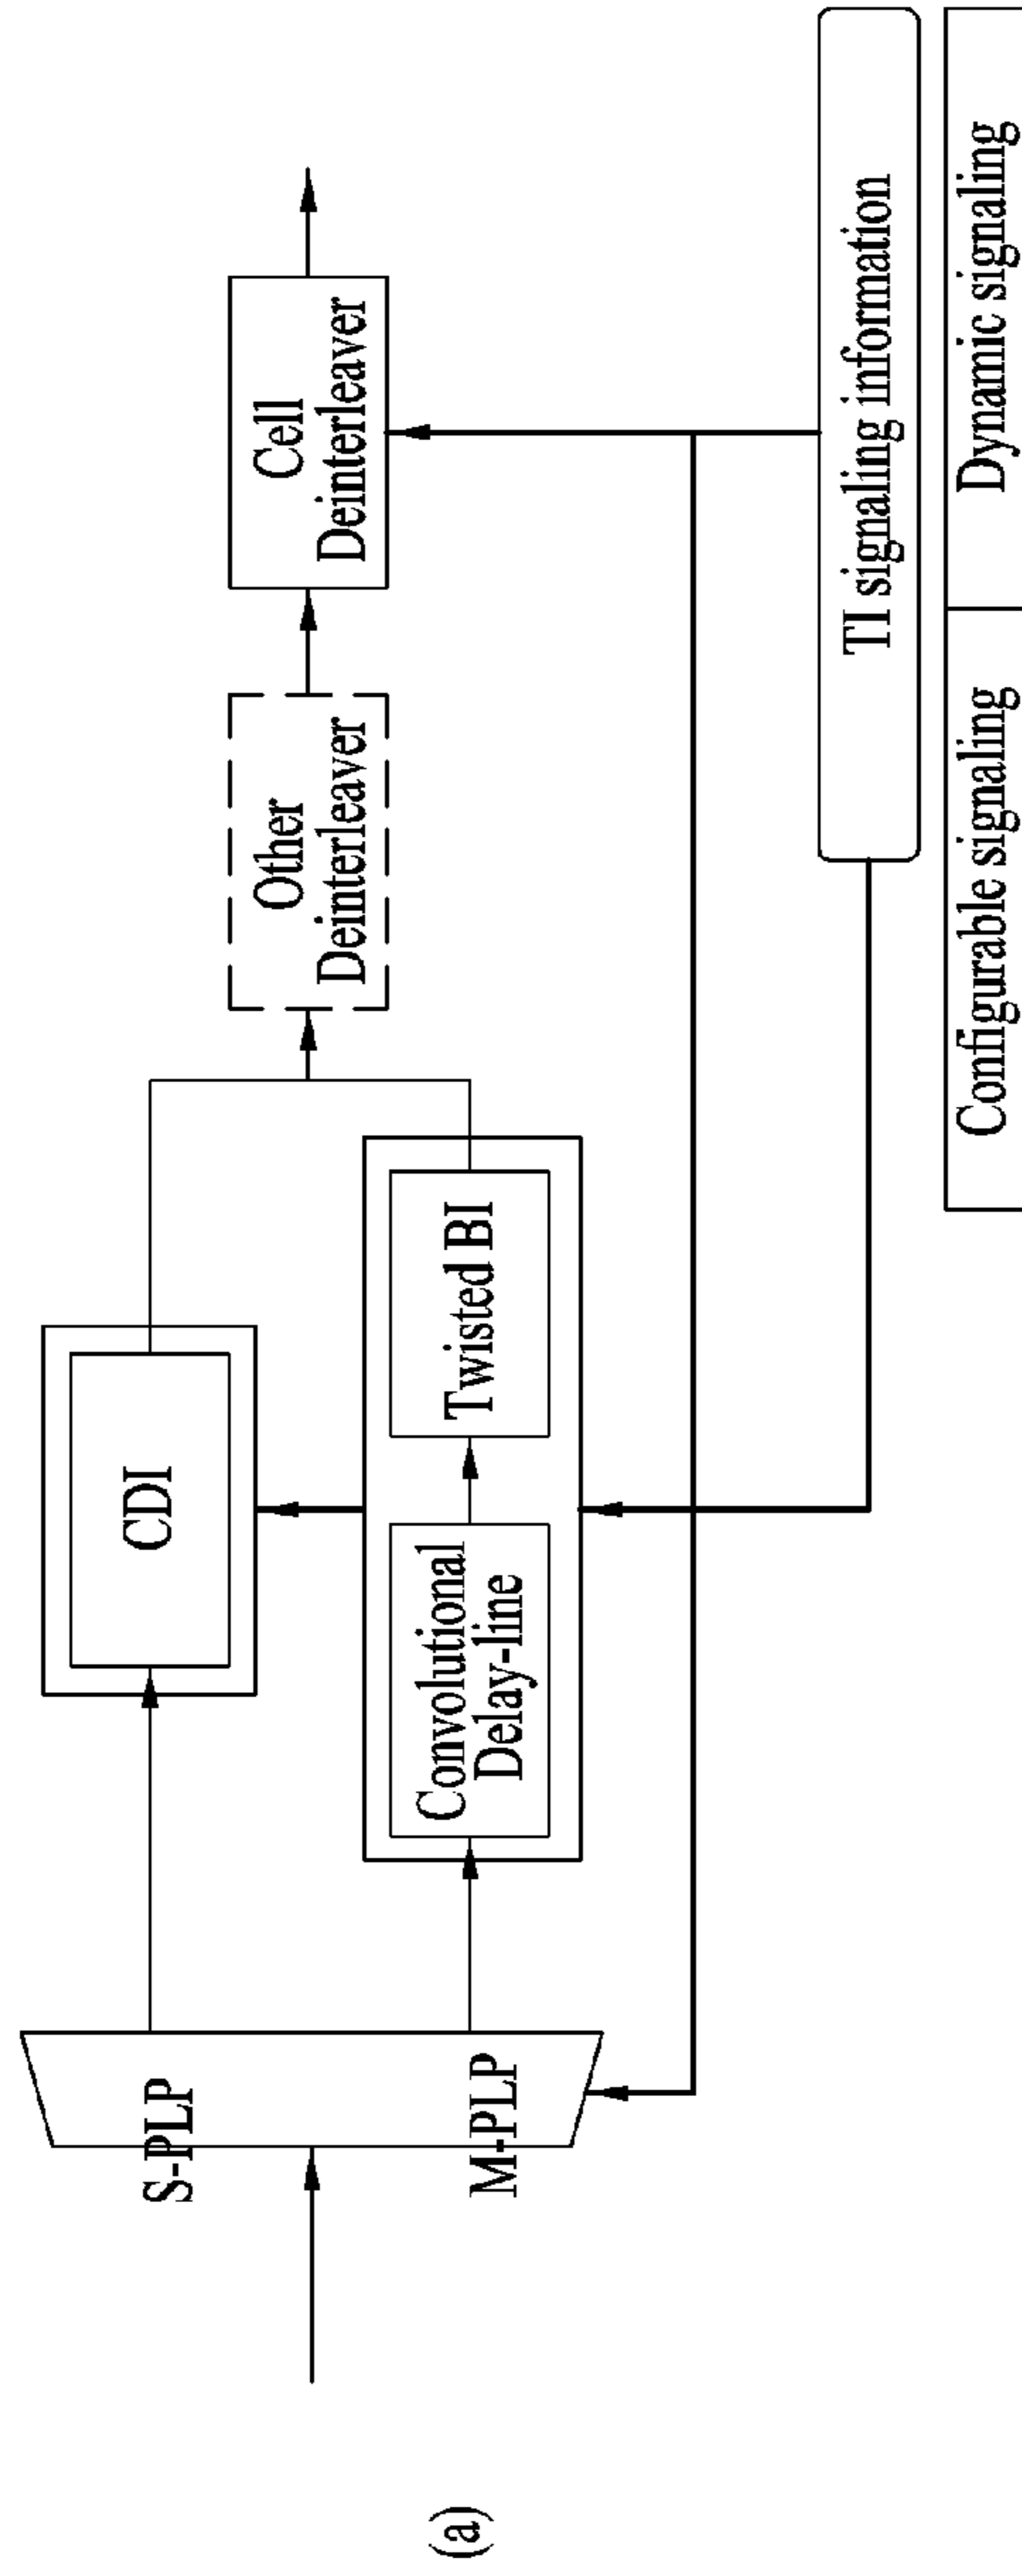 (a)
S-PLP
M-PLP
CDI
Convolutional
Delay-line
Twisted BI
Other
Deinterleaver
Cell
Deinterleaver
TI signaling information
Configurable signaling
Dynamic signaling